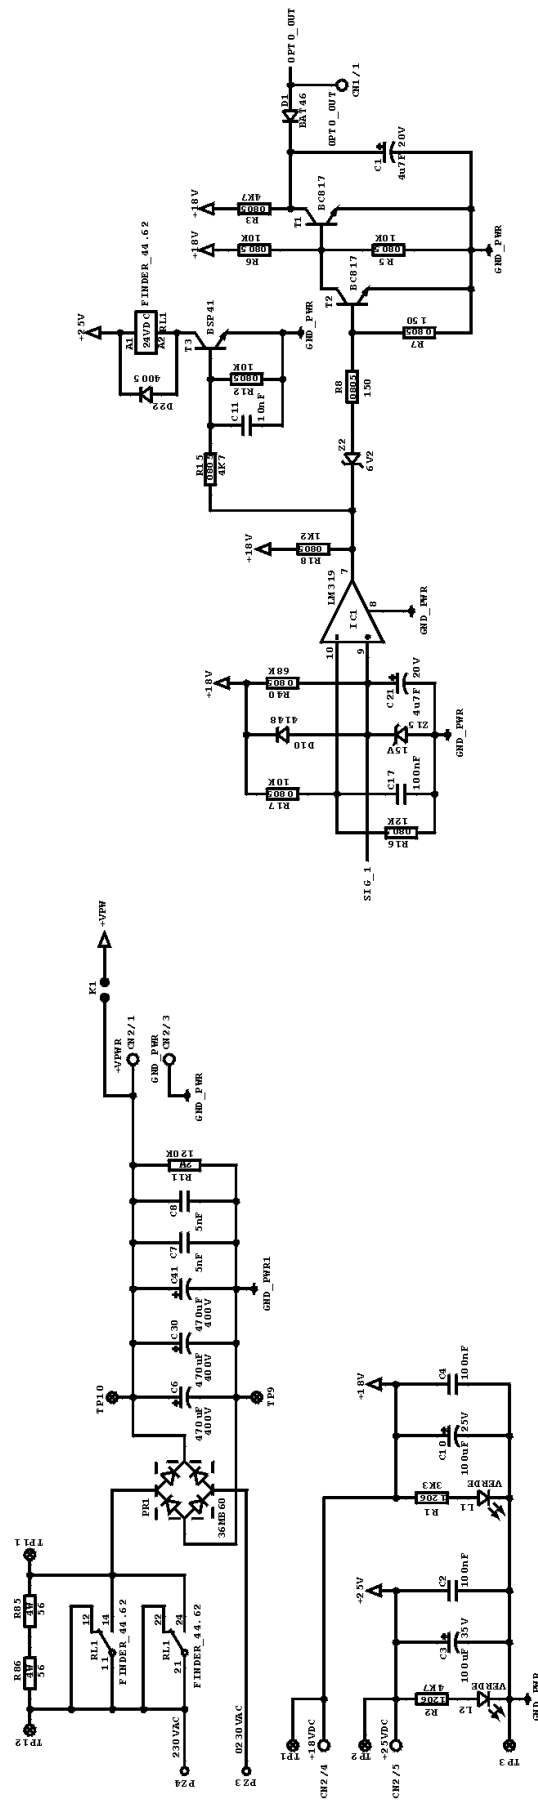 OPTO_OUT
CN1/1
D1
BAT46
OPTO_OUT
C1
4u7F 20V
+18V
4K7
0805
R3
T1
BC817
+18V
10K
0805
R6
10K
0805
R5
GND_PWR
T2
BC817
150
0805
R7
R8
0805
150
Z2
6V2
FINDER_44.62
+25V
A1
24VDC
A2
RL1
4005
D22
T3
BSP41
10K
0805
R12
C11
10nF
GND_PWR
R15
0805
4K7
+18V
1K2
0805
R18
LM319
7
IC1
8
10
9
GND_PWR
+18V
68K
0805
R40
C21
4u7F 20V
4148
D10
15V
Z15
GND_PWR
10K
0805
R17
C17
100nF
12K
080
R16
SIG_1
+VPW
K1
+VPWR
CN2/1
GND_PWR
CN2/3
GND_PWR
120K
2W
R11
C8
5nF
C7
5nF
C41
470uF
400V
GND_PWR1
C30
470uF
400V
C6
470uF
400V
TP10
TP9
PR1
36MB60
TP11
R85
4W
56
R86
4W
56
TP12
12
14
RL1
11
FINDER_44.62
22
24
RL1
21
FINDER_44.62
230VAC
PZ4
0230VAC
PZ3
+18V
C4
100nF
C10
100uF 25V
3K3
1206
R1
VERDE
L1
+25V
C2
100nF
C3
100uF 35V
4K7
1206
R2
VERDE
L2
GND_PWR
TP1
+18VDC
CN2/4
TP2
+25VDC
CN2/5
TP3